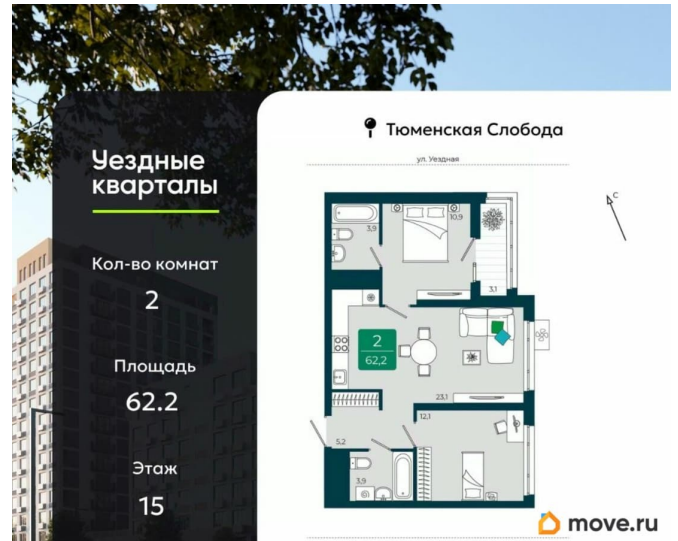 Уездные
кварталы
Кол-во комнат
2
Площадь
62.2
Этаж
15
Тюменская Слобода
ул. Уездная
С
3,9
10,9
3,1
2
62,2
23,1
5,2
12,1
3,9
move.ru